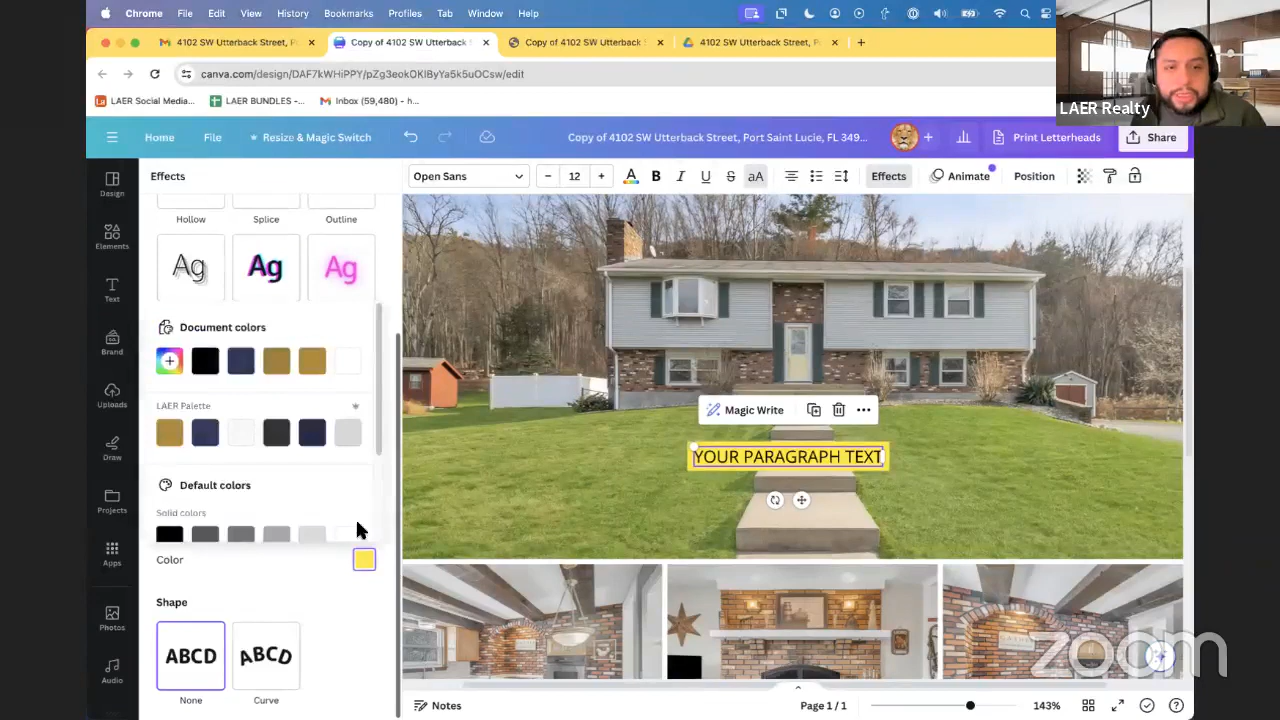 Chrome File Edit View History Bookmarks Profiles Tab Window Help
4102 SW Utterback Street, P
Copy of 4102 SW Utterback S
Copy of 4102 SW Utterback S
4102 SW Utterback Street, P
canva.com/design/DAF7kWHiPPY/pZg3eokOKIByYa5k5uOCsw/edit
LAER Social Media...
LAER BUNDLES -...
Inbox (59,480) - h...
LAER Realty
Home
File
Resize & Magic Switch
Copy of 4102 SW Utterback Street, Port Saint Lucie, FL 349...
Print Letterheads
Share
Design
Elements
Text
Brand
Uploads
Draw
Projects
Apps
Photos
Audio
Effects
Open Sans
12
A B I U S aA
Effects
Animate
Position
Hollow
Splice
Outline
Ag
Ag
Ag
Document colors
LAER Palette
Default colors
Solid colors
Color
Shape
ABCD
ABCD
None
Curve
Magic Write
YOUR PARAGRAPH TEXT
Notes
Page 1 / 1
143%
zoom